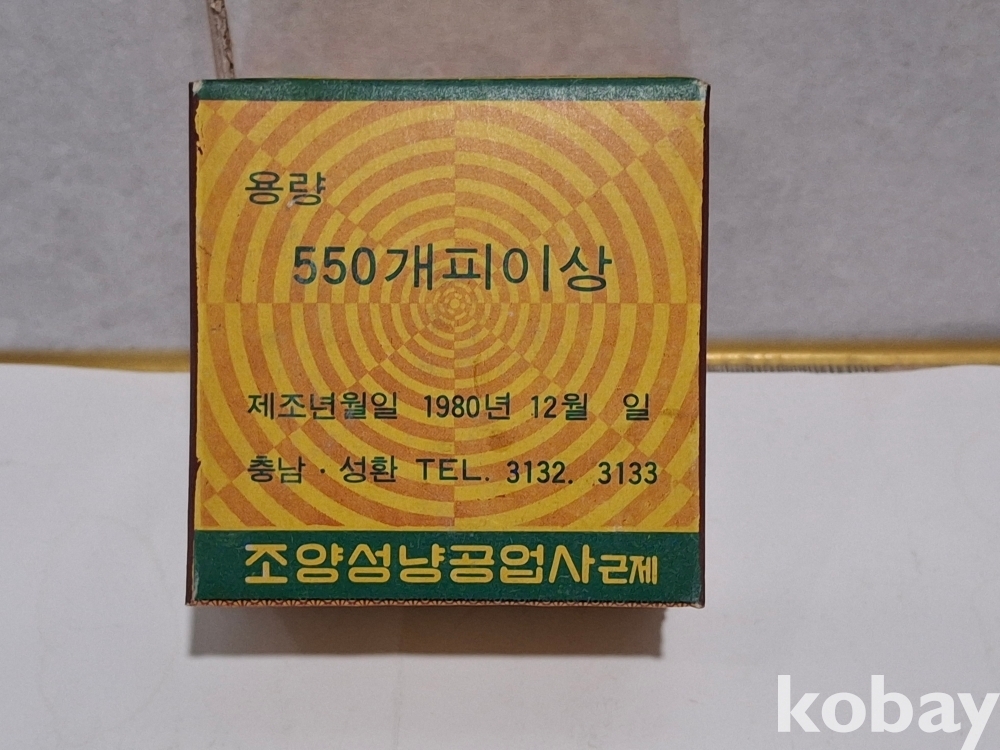 용량
550개피이상
제조년월일 1980년 12월 일
충남 · 성환 TEL. 3132. 3133
조양성냥공업사근제
kobay